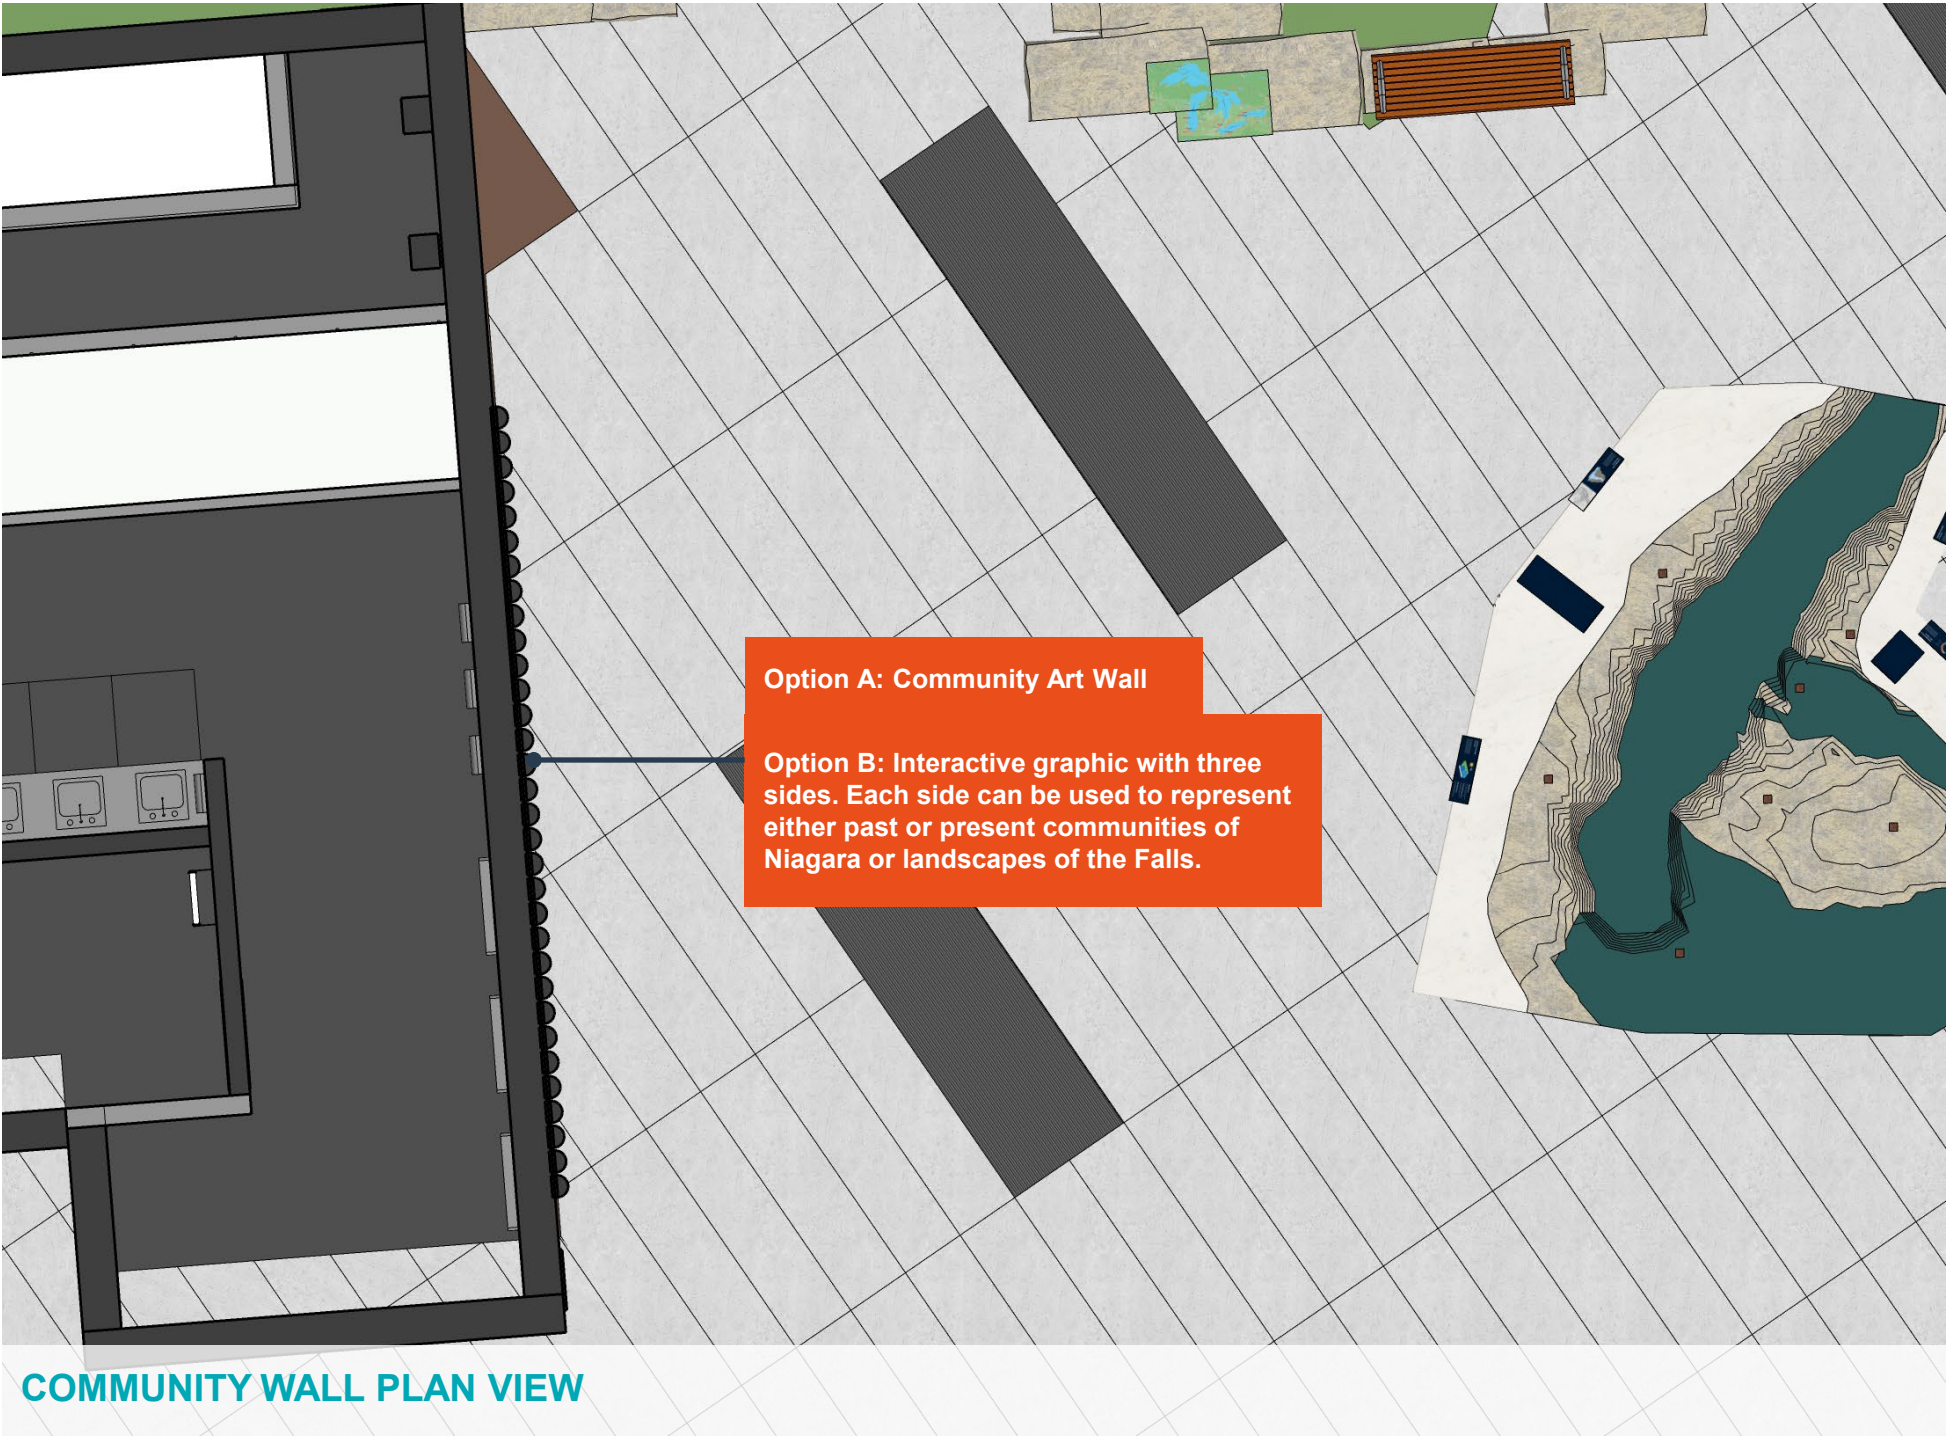 Option A: Community Art Wall
Option B: Interactive graphic with three
sides. Each side can be used to represent
either past or present communities of
Niagara or landscapes of the Falls.
COMMUNITY WALL PLAN VIEW